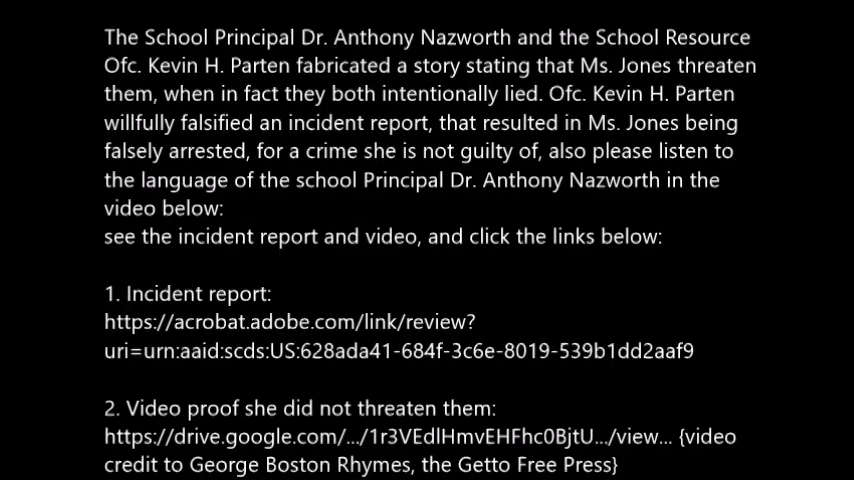 The School Principal Dr. Anthony Nazworth and the School Resource
Ofc. Kevin H. Parten fabricated a story stating that Ms. Jones threaten
them, when in fact they both intentionally lied. Ofc. Kevin H. Parten
willfully falsified an incident report, that resulted in Ms. Jones being
falsely arrested, for a crime she is not guilty of, also please listen to
the language of the school Principal Dr. Anthony Nazworth in the
video below:
see the incident report and video, and click the links below:
1. Incident report:
https://acrobat.adobe.com/link/review?
uri=urn:aaid:scds:US:628ada41-684f-3c6e-8019-539b1dd2aaf9
2. Video proof she did not threaten them:
https://drive.google.com/.../1r3VEdlHmvEHFhc0BjtU.../view... {video
credit to George Boston Rhymes, the Getto Free Press}